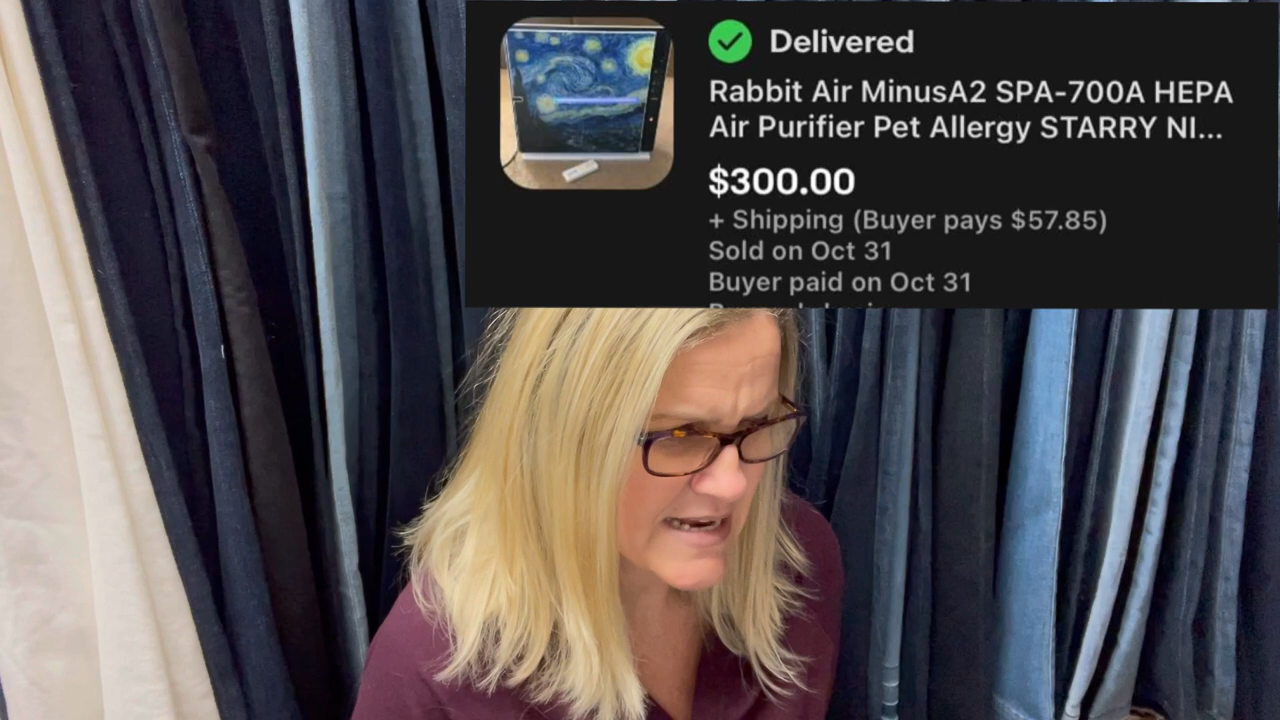 Delivered
Rabbit Air MinusA2 SPA-700A HEPA
Air Purifier Pet Allergy STARRY NI...
$300.00
+ Shipping (Buyer pays $57.85)
Sold on Oct 31
Buyer paid on Oct 31